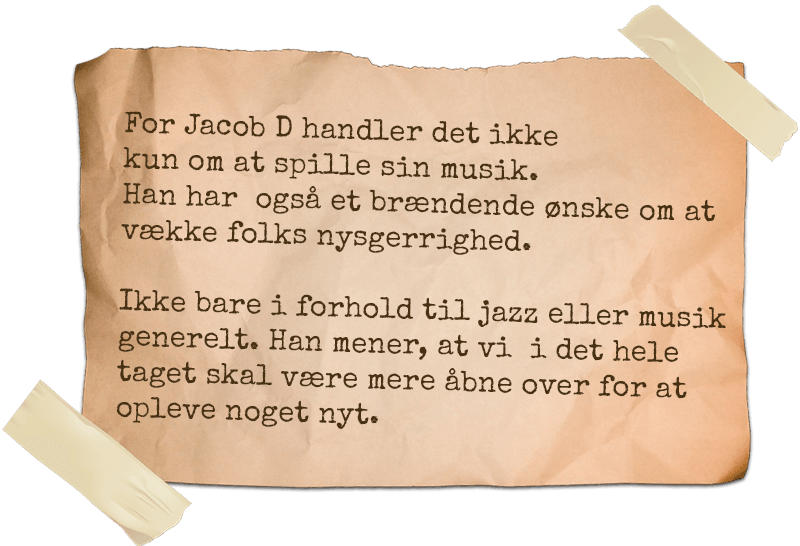 For Jacob D handler det ikke
kun om at spille sin musik.
Han har  også et brændende ønske om at
vække folks nysgerrighed.
Ikke bare i forhold til jazz eller musik
generelt. Han mener, at vi  i det hele
taget skal være mere åbne over for at
opleve noget nyt.